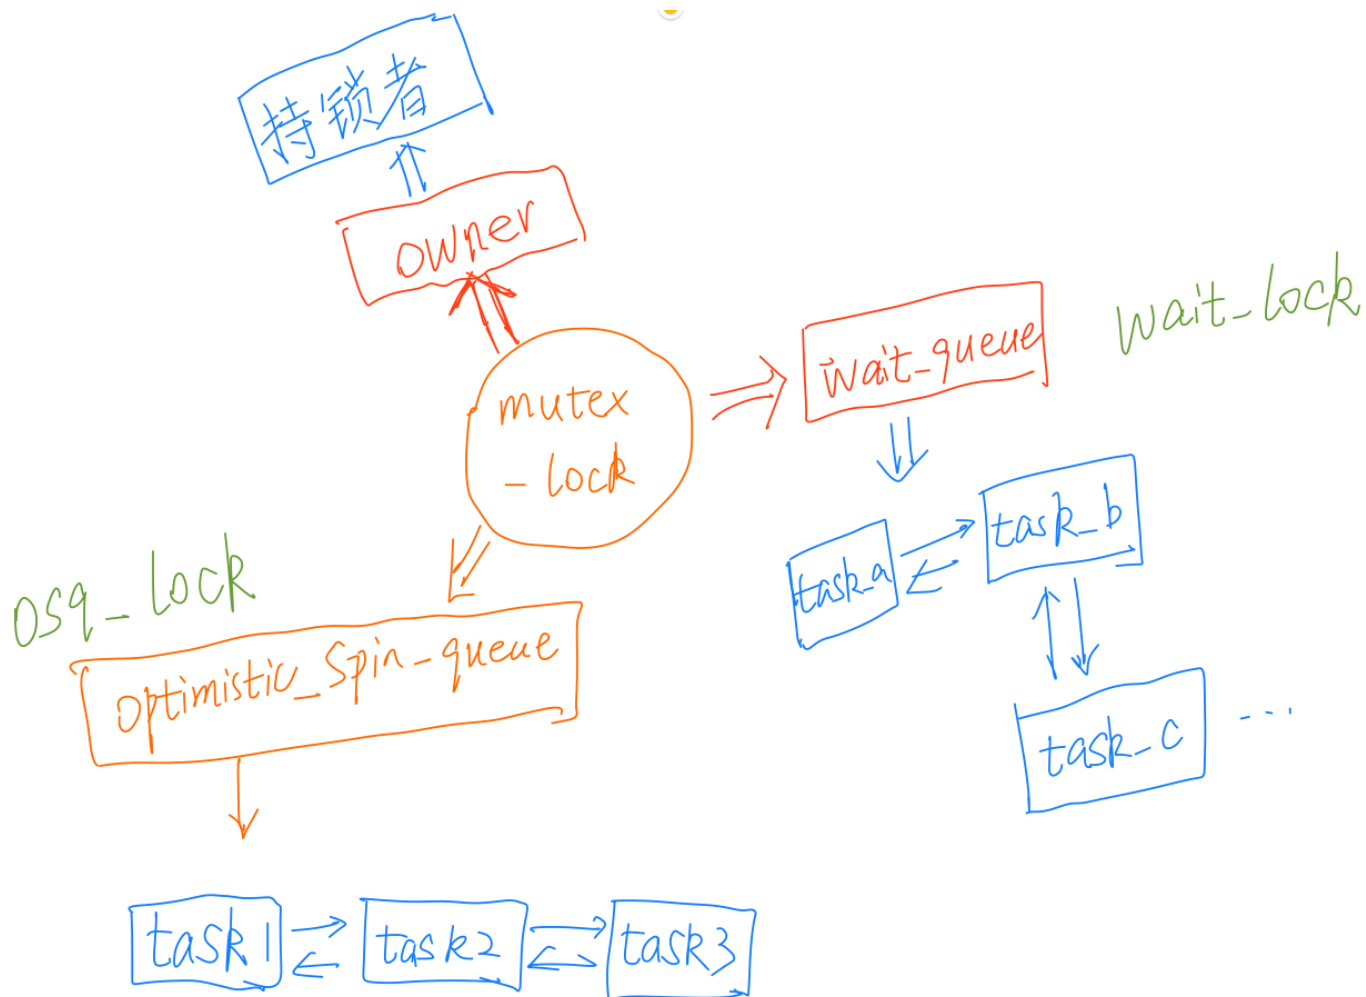 持锁者
owner
wait_lock
wait_queue
mutex
_lock
task_b
task_a
osq_lock
optimistic_spin_queue
task_c
...
task1
task2
task3